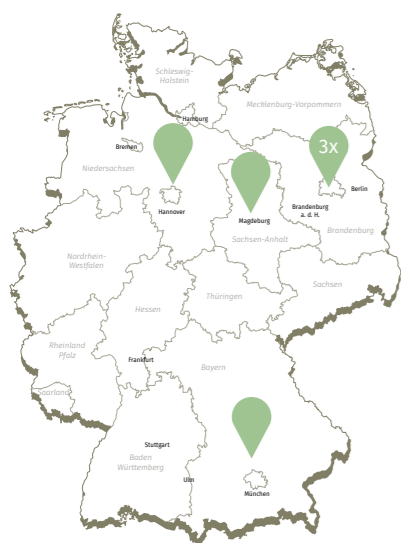 Schleswig-
Holstein
Mecklenburg-Vorpommern
Hamburg
Bremen
3x
Niedersachsen
Berlin
Hannover
Magdeburg
Brandenburg
a. d. H.
Brandenburg
Sachsen-Anhalt
Nordrhein-
Westfalen
Sachsen
Thüringen
Hessen
Rheinland
Pfalz
Frankfurt
Bayern
Saarland
Stuttgart
Baden
Württemberg
Ulm
München